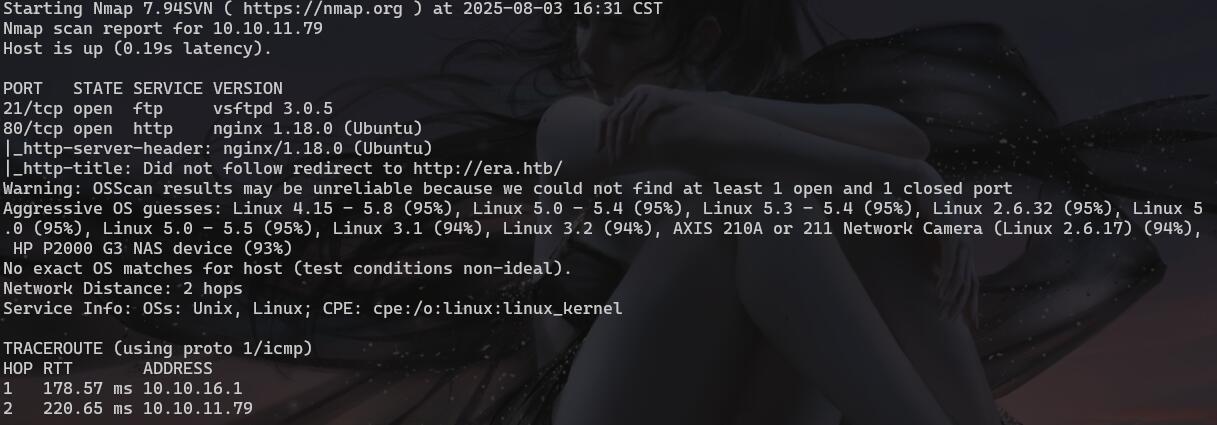 Starting Nmap 7.94SVN ( https://nmap.org ) at 2025-08-03 16:31 CST
Nmap scan report for 10.10.11.79
Host is up (0.19s latency).

PORT   STATE SERVICE VERSION
21/tcp open  ftp     vsftpd 3.0.5
80/tcp open  http    nginx 1.18.0 (Ubuntu)
|_http-server-header: nginx/1.18.0 (Ubuntu)
|_http-title: Did not follow redirect to http://era.htb/
Warning: OSScan results may be unreliable because we could not find at least 1 open and 1 closed port
Aggressive OS guesses: Linux 4.15 - 5.8 (95%), Linux 5.0 - 5.4 (95%), Linux 5.3 - 5.4 (95%), Linux 2.6.32 (95%), Linux 5
.0 (95%), Linux 5.0 - 5.5 (95%), Linux 3.1 (94%), Linux 3.2 (94%), AXIS 210A or 211 Network Camera (Linux 2.6.17) (94%),
 HP P2000 G3 NAS device (93%)
No exact OS matches for host (test conditions non-ideal).
Network Distance: 2 hops
Service Info: OSs: Unix, Linux; CPE: cpe:/o:linux:linux_kernel

TRACEROUTE (using proto 1/icmp)
HOP RTT       ADDRESS
1   178.57 ms 10.10.16.1
2   220.65 ms 10.10.11.79